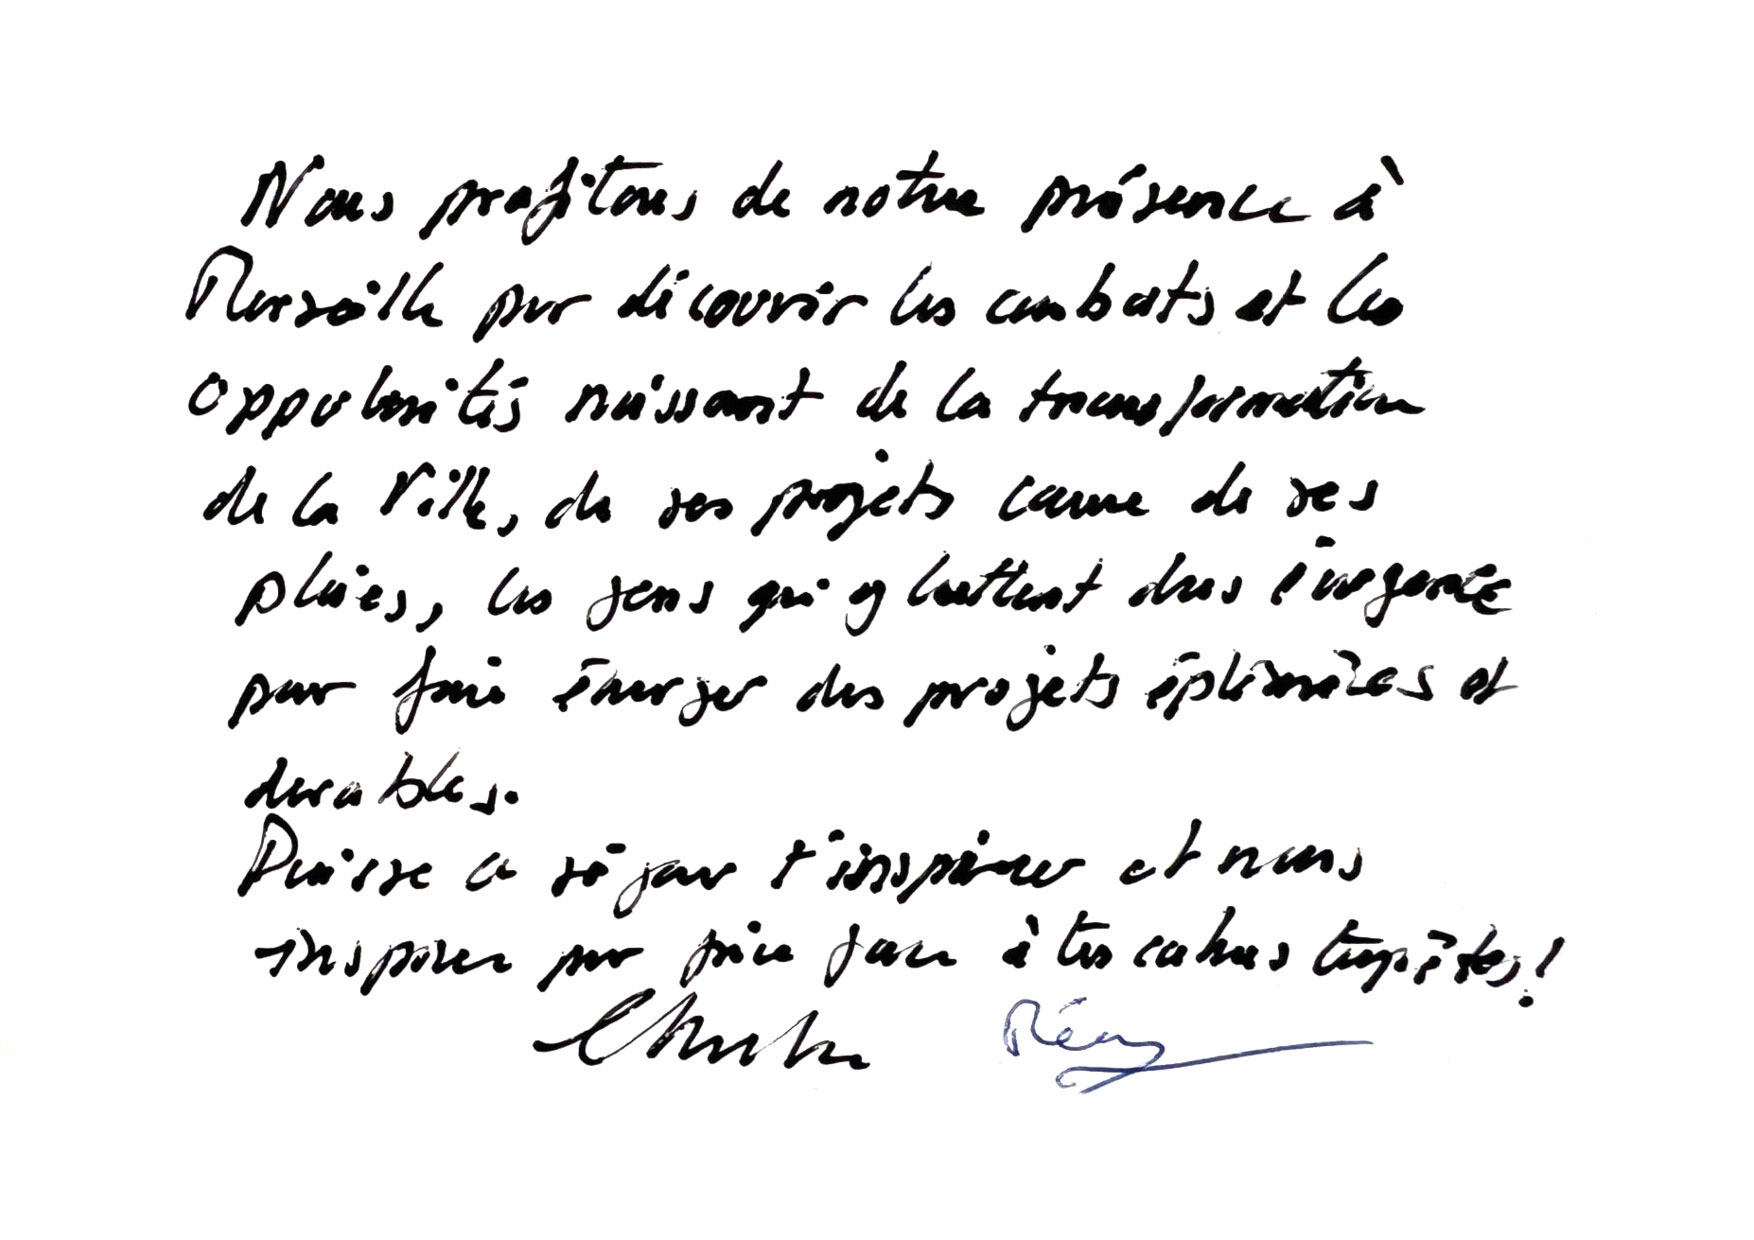 Nous profitons de notre présence à
Marseille pour découvrir les combats et les
opportunités naissant de la transformation
de la Ville, de ses projets comme de ses
plaies, les gens qui y luttent dans l'urgence
pour faire émerger des projets éphémères et
durables.
Puisse ce séjour t'inspirer et nous
inspirer pour faire face à tes cahus tempêtes !
Rémy